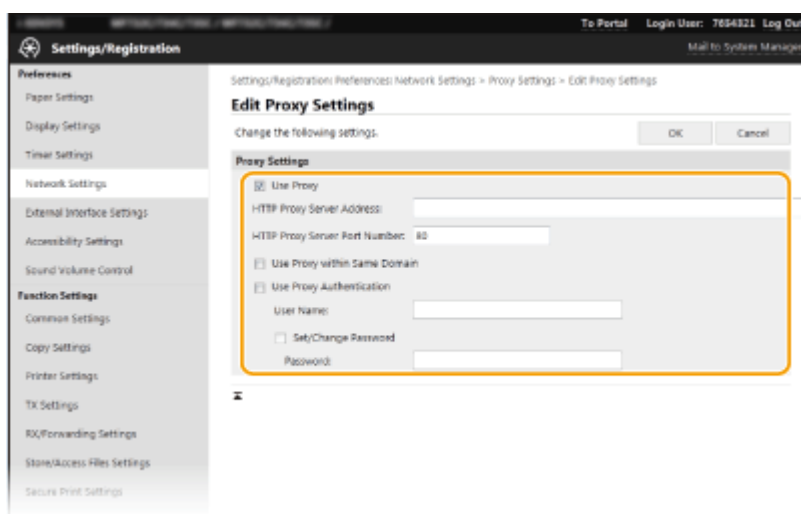 To Portal Login User: 7654321 Log Out
Settings/Registration
Mail to System Manager
Preferences
Paper Settings
Display Settings
Timer Settings
Network Settings
External Interface Settings
Accessibility Settings
Sound Volume Control
Function Settings
Common Settings
Copy Settings
Printer Settings
TX Settings
RX/Forwarding Settings
Store/Access Files Settings
Secure Print Settings
Settings/Registration: Preferences: Network Settings > Proxy Settings > Edit Proxy Settings
Edit Proxy Settings
Change the following settings.
OK Cancel
Proxy Settings
Use Proxy
HTTP Proxy Server Address:
HTTP Proxy Server Port Number: 80
Use Proxy within Same Domain
Use Proxy Authentication
User Name:
Set/Change Password
Password: